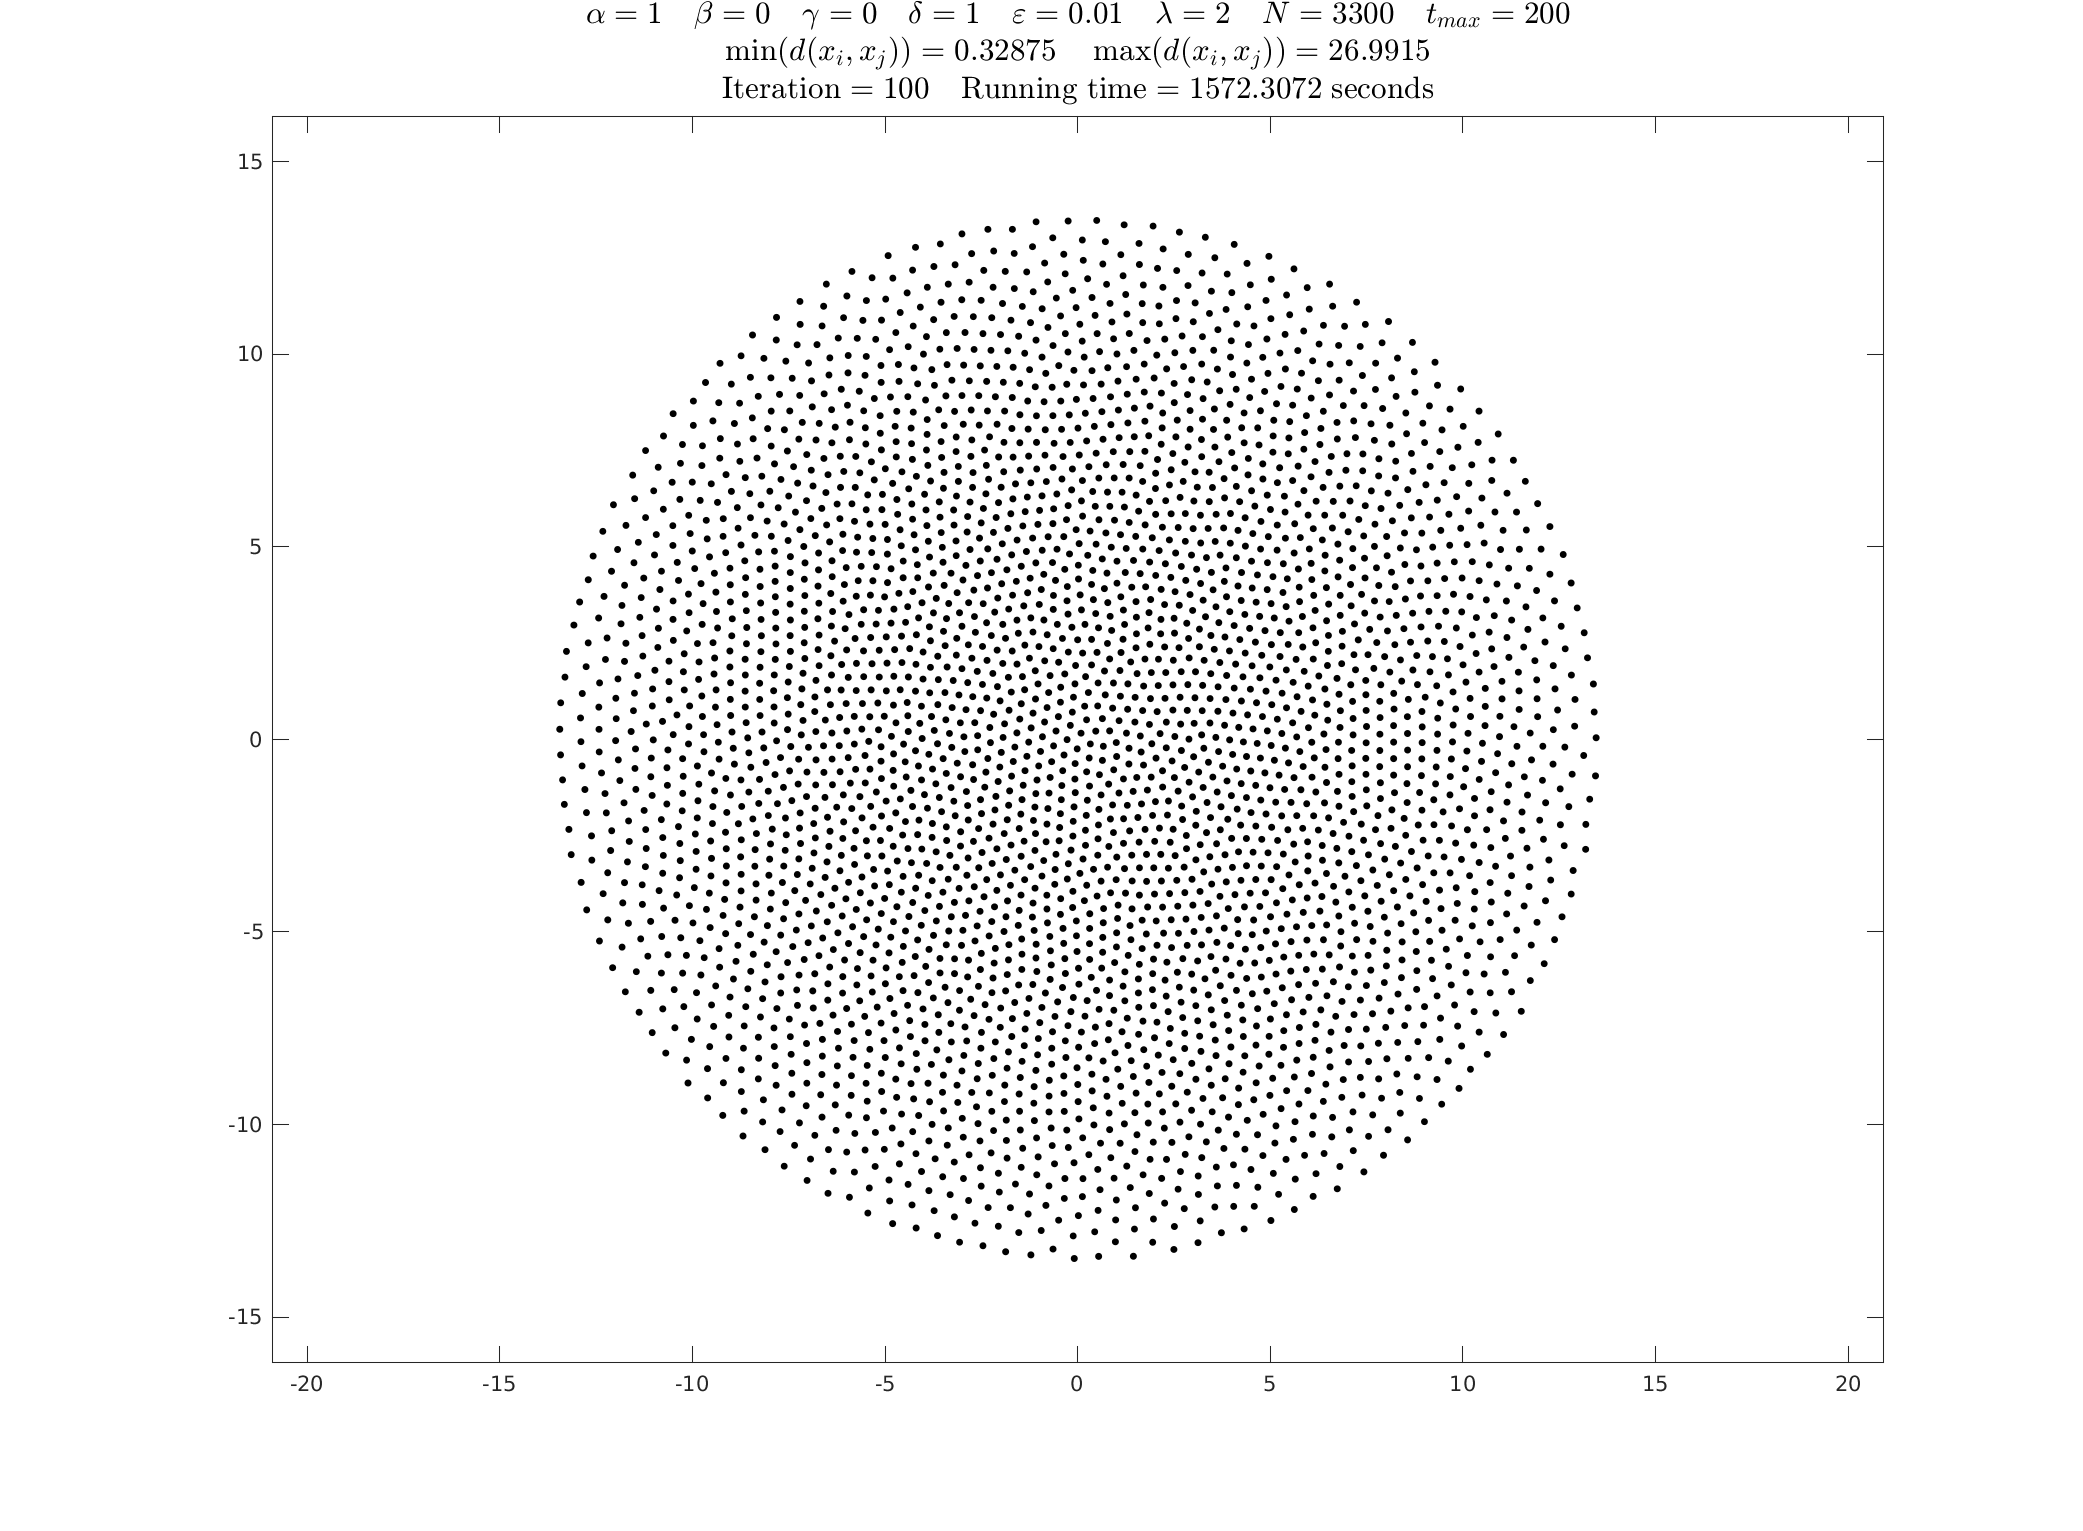 α = 1 β = 0 γ = 0 δ = 1 ε = 0.01 λ = 2 N = 3300 t_max = 200
min(d(x_i, x_j)) = 0.32875 max(d(x_i, x_j)) = 26.9915
Iteration = 100 Running time = 1572.3072 seconds
15
10
5
0
-5
-10
-15
-20 -15 -10 -5 0 5 10 15 20